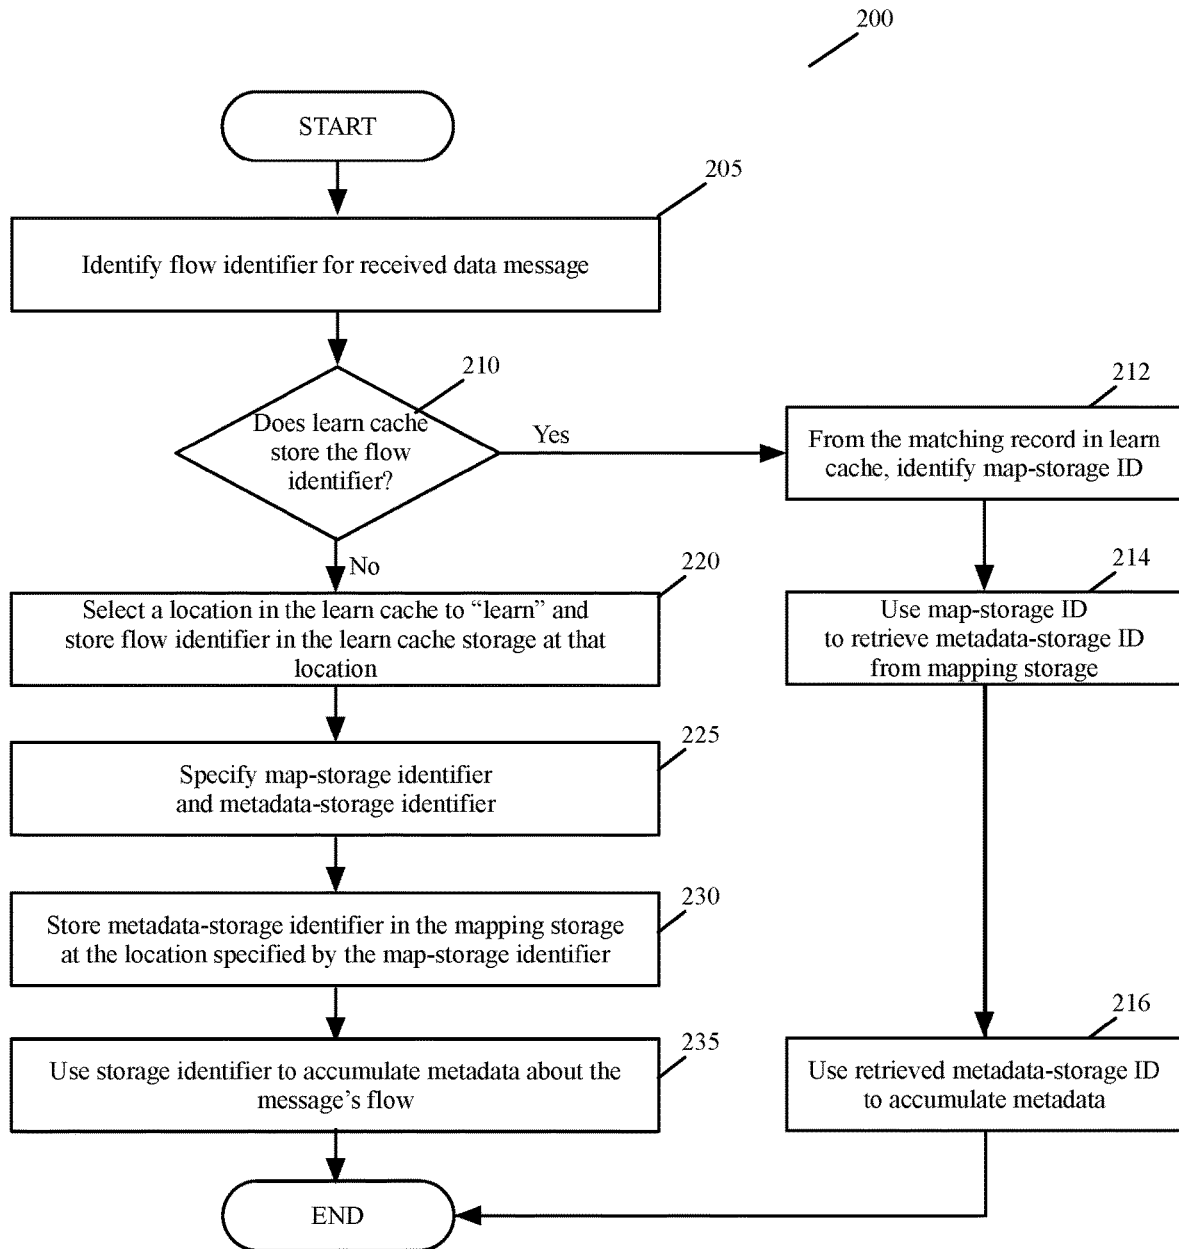 200
START
205
Identify flow identifier for received data message
210
Does learn cache
store the flow
identifier?
Yes
212
From the matching record in learn
cache, identify map-storage ID
No
220
Select a location in the learn cache to “learn” and
store flow identifier in the learn cache storage at that
location
214
Use map-storage ID
to retrieve metadata-storage ID
from mapping storage
225
Specify map-storage identifier
and metadata-storage identifier
230
Store metadata-storage identifier in the mapping storage
at the location specified by the map-storage identifier
235
Use storage identifier to accumulate metadata about the
message’s flow
216
Use retrieved metadata-storage ID
to accumulate metadata
END